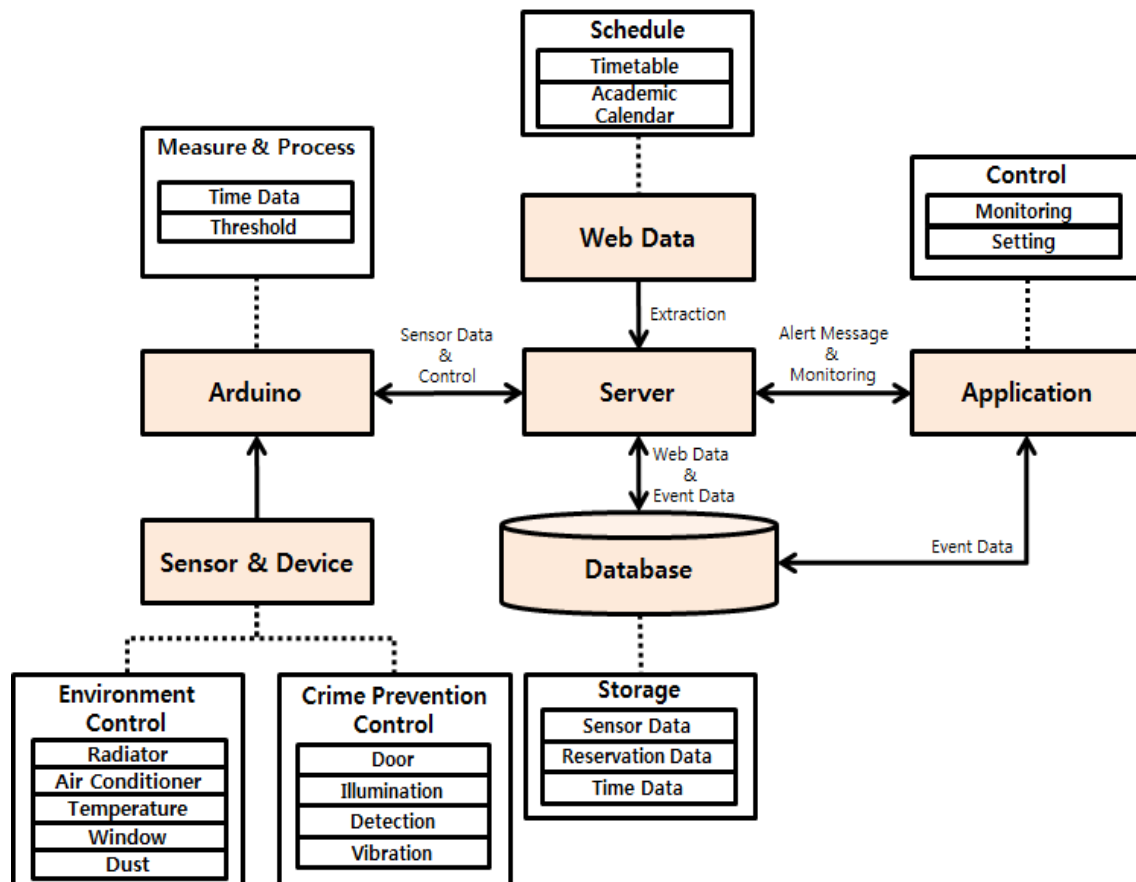 Schedule
Timetable
Academic
Calendar
Measure & Process
Time Data
Threshold
Control
Monitoring
Setting
Web Data
Extraction
Sensor Data
&
Control
Alert Message
&
Monitoring
Arduino
Server
Application
Web Data
&
Event Data
Sensor & Device
Database
Event Data
Environment
Control
Radiator
Air Conditioner
Temperature
Window
Dust
Crime Prevention
Control
Door
Illumination
Detection
Vibration
Storage
Sensor Data
Reservation Data
Time Data